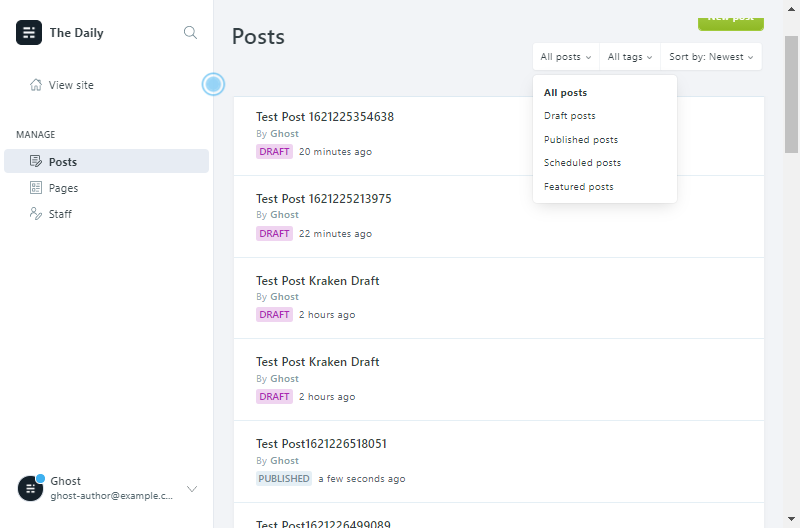 The Daily
View site
MANAGE
Posts
Pages
Staff
Ghost
ghost-author@example.c...
Posts
New post
All posts
All tags
Sort by: Newest
All posts
Draft posts
Published posts
Scheduled posts
Featured posts
Test Post 1621225354638
By Ghost
DRAFT 20 minutes ago
Test Post 1621225213975
By Ghost
DRAFT 22 minutes ago
Test Post Kraken Draft
By Ghost
DRAFT 2 hours ago
Test Post Kraken Draft
By Ghost
DRAFT 2 hours ago
Test Post1621226518051
By Ghost
PUBLISHED a few seconds ago
Test Post1621226499089